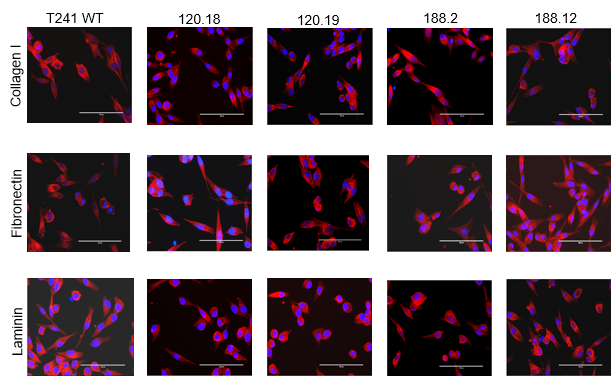 T241 WT 120.18 120.19 188.2 188.12
Collagen I
Fibronectin
Laminin